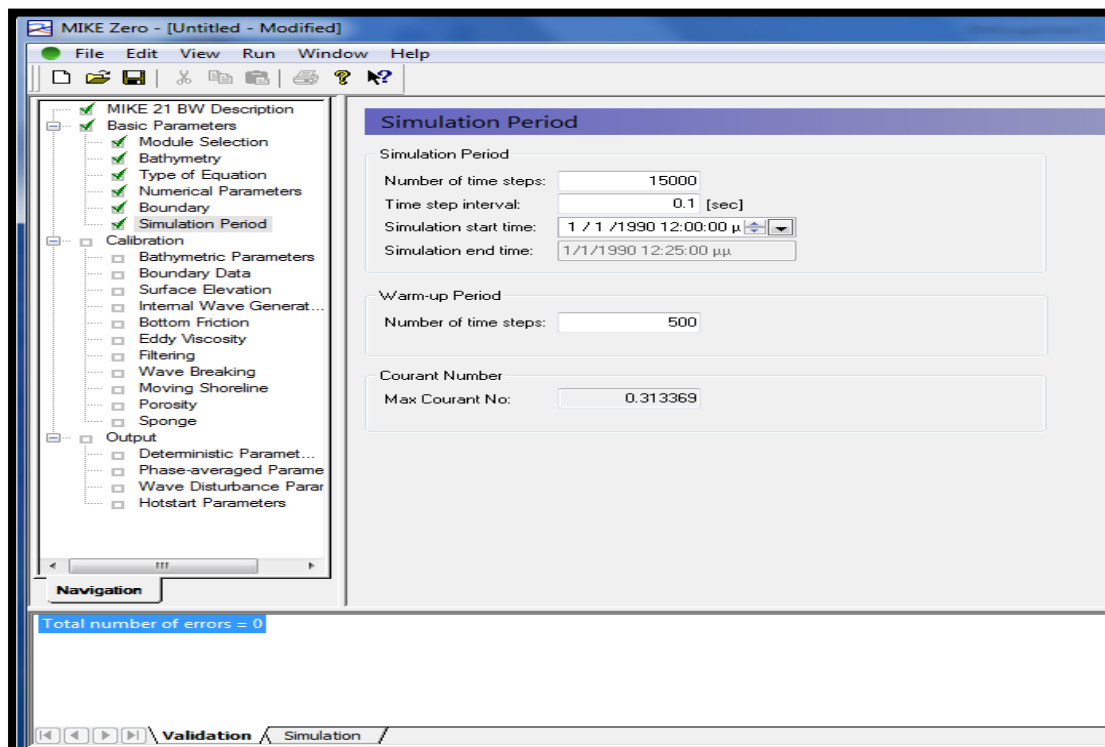 MIKE Zero - [Untitled - Modified]
File Edit View Run Window Help
MIKE 21 BW Description
Basic Parameters
Module Selection
Bathymetry
Type of Equation
Numerical Parameters
Boundary
Simulation Period
Calibration
Bathymetric Parameters
Boundary Data
Surface Elevation
Internal Wave Generat...
Bottom Friction
Eddy Viscosity
Filtering
Wave Breaking
Moving Shoreline
Porosity
Sponge
Output
Deterministic Paramet...
Phase-averaged Parame
Wave Disturbance Parar
Hotstart Parameters
Navigation
Simulation Period
Simulation Period
Number of time steps: 15000
Time step interval: 0.1 [sec]
Simulation start time: 1 / 1 /1990 12:00:00 μ
Simulation end time: 1/1/1990 12:25:00 μμ
Warm-up Period
Number of time steps: 500
Courant Number
Max Courant No: 0.313369
Total number of errors = 0
Validation Simulation